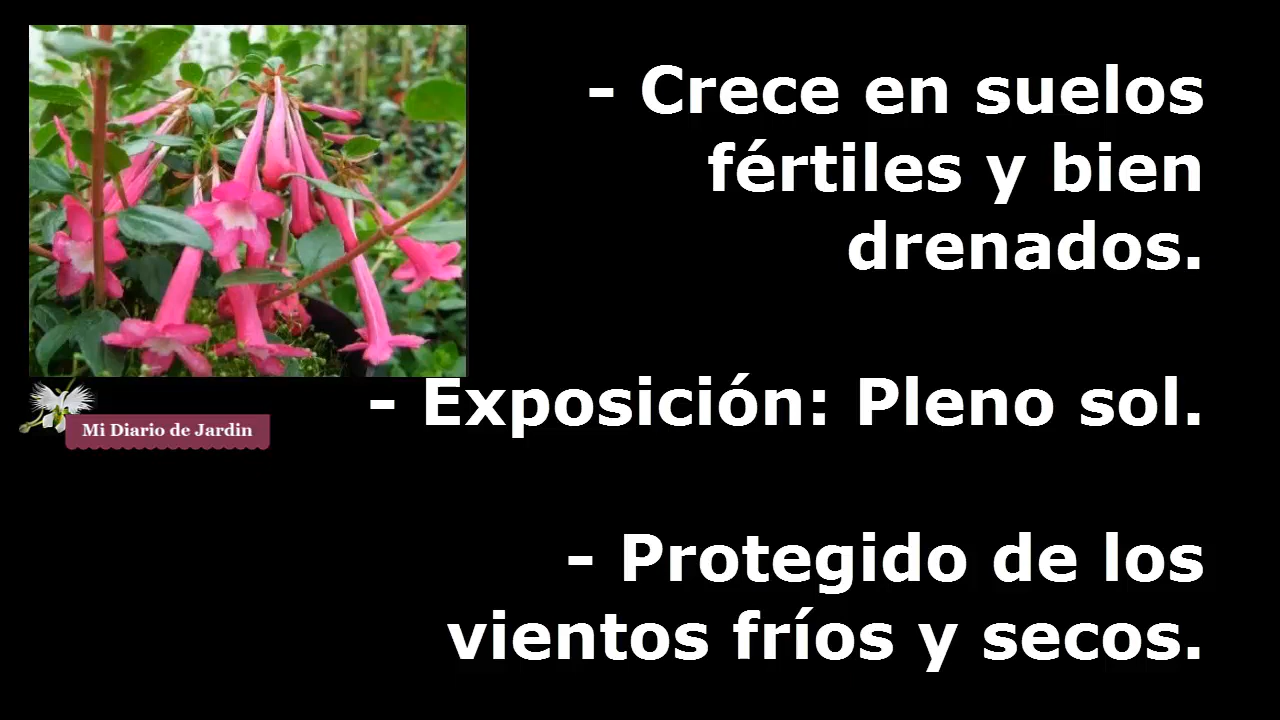 - Crece en suelos
fértiles y bien
drenados.
- Exposición: Pleno sol.
- Protegido de los
vientos fríos y secos.
Mi Diario de Jardin